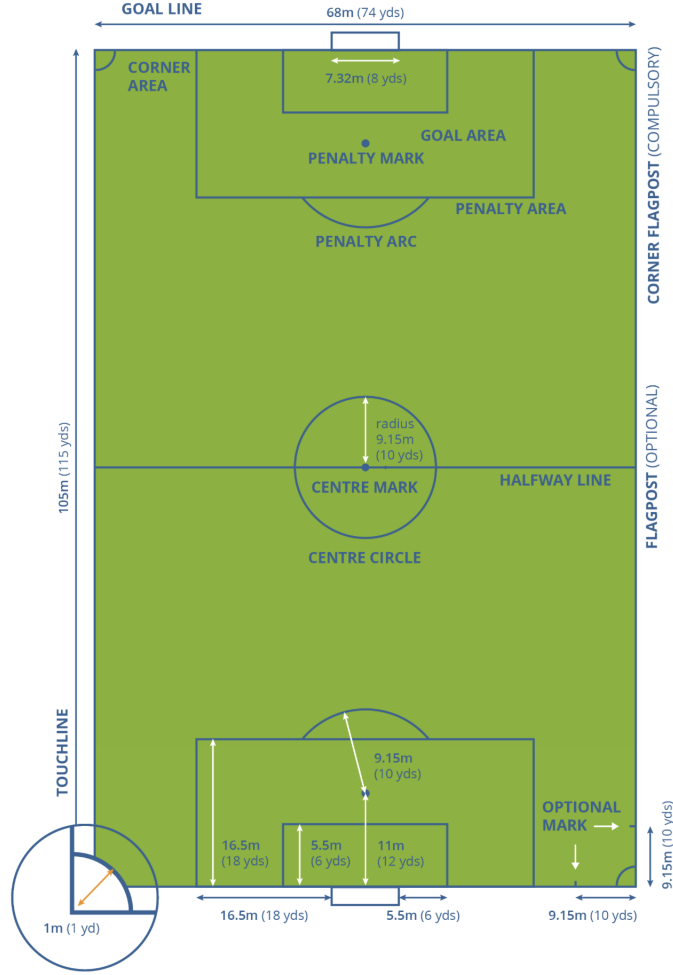 GOAL LINE
68m (74 yds)
CORNER
AREA
7.32m (8 yds)
GOAL AREA
PENALTY MARK
PENALTY AREA
PENALTY ARC
CORNER FLAGPOST (COMPULSORY)
radius
9.15m
(10 yds)
CENTRE MARK
HALFWAY LINE
FLAGPOST (OPTIONAL)
105m (115 yds)
CENTRE CIRCLE
TOUCHLINE
9.15m
(10 yds)
OPTIONAL
MARK
16.5m
(18 yds)
5.5m
(6 yds)
11m
(12 yds)
9.15m (10 yds)
16.5m (18 yds)
5.5m (6 yds)
9.15m (10 yds)
1m (1 yd)